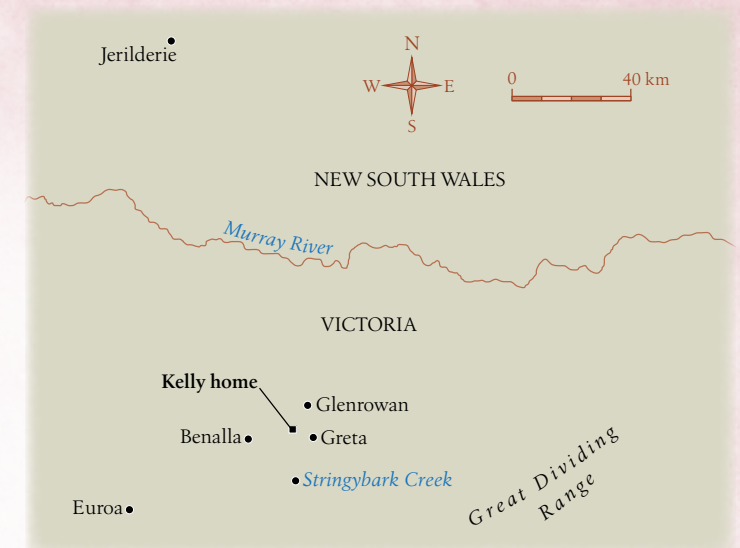 Jerilderie
N
W
E
S
0
40 km
NEW SOUTH WALES
Murray River
VICTORIA
Kelly home
Glenrowan
Benalla
Greta
Stringybark Creek
Great Dividing
Range
Euroa